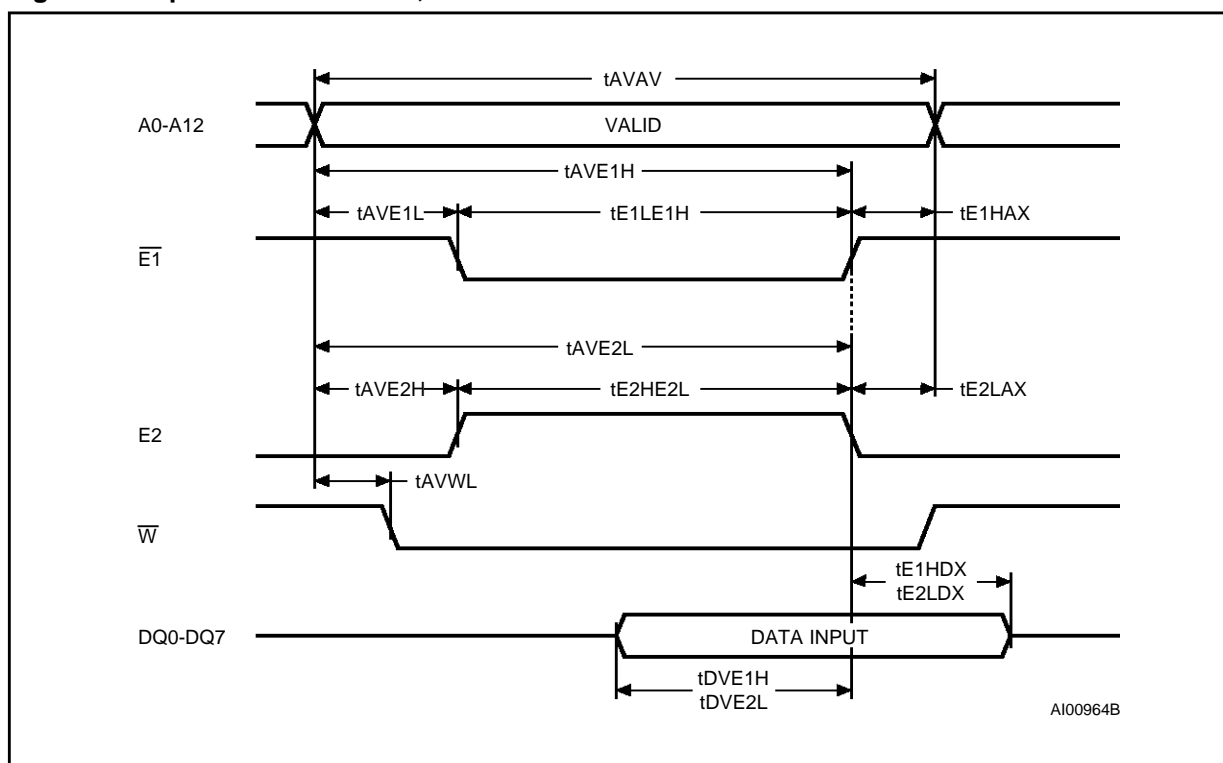 tAVAV
A0-A12
VALID
tAVE1H
tAVE1L
tE1LE1H
tE1HAX
E1
tAVE2L
tAVE2H
tE2HE2L
tE2LAX
E2
tAVWL
W
tE1HDX
tE2LDX
DQ0-DQ7
DATA INPUT
tDVE1H
tDVE2L
AI00964B